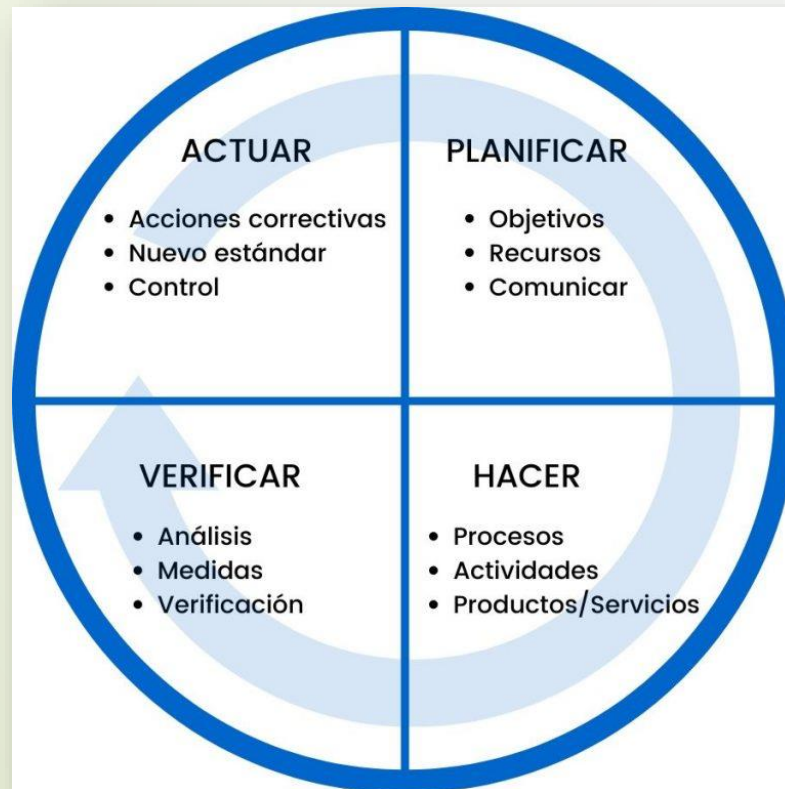 ACTUAR
• Acciones correctivas
• Nuevo estándar
• Control
PLANIFICAR
• Objetivos
• Recursos
• Comunicar
VERIFICAR
• Análisis
• Medidas
• Verificación
HACER
• Procesos
• Actividades
• Productos/Servicios